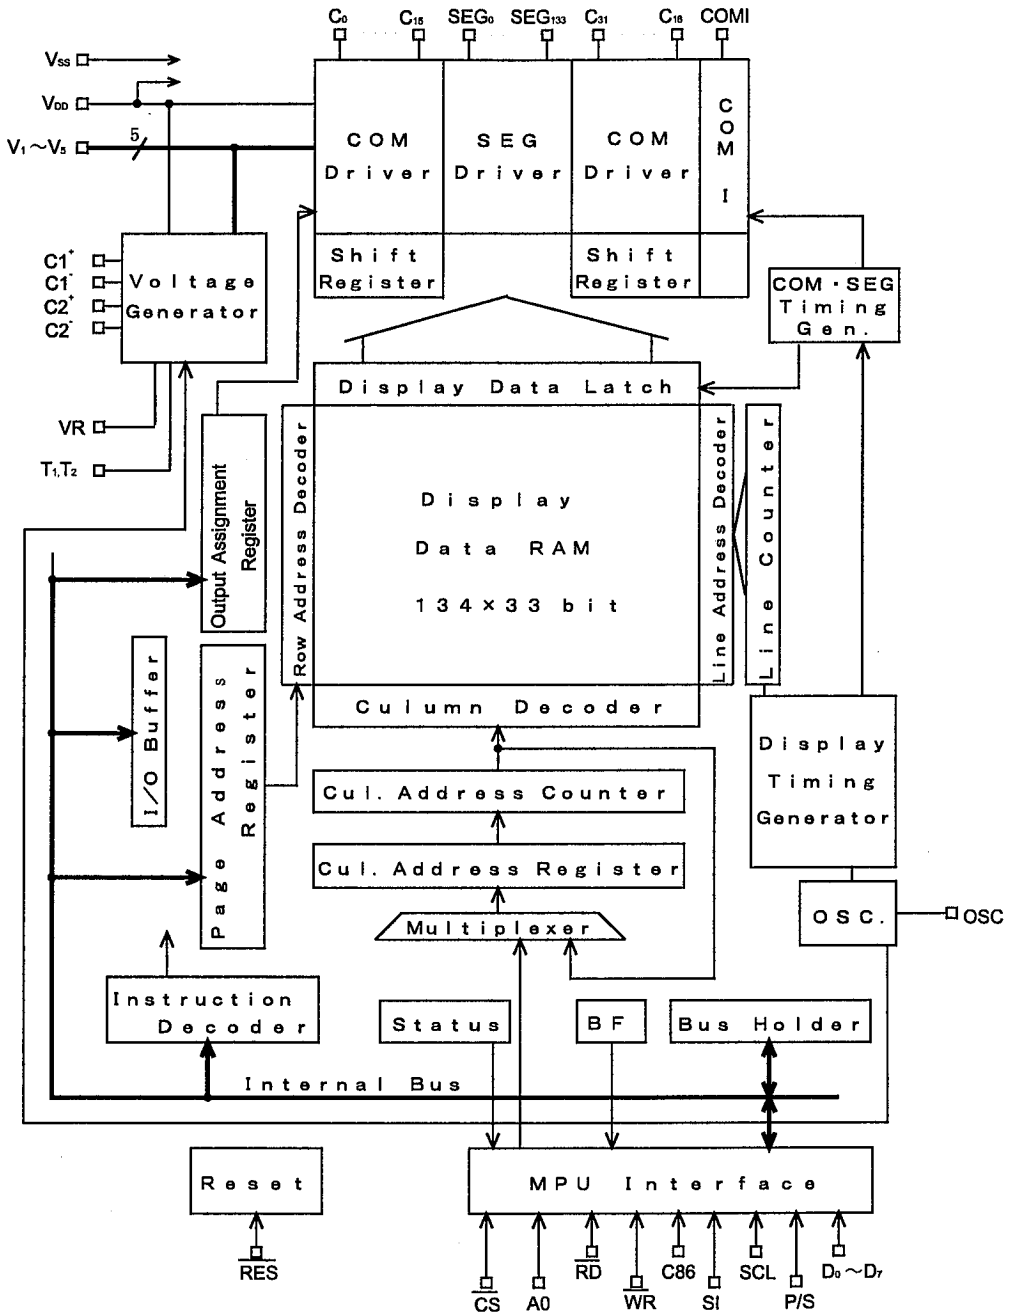 C0 C15 SEG0 SEG133 C31 C16 COMI
VSS
VDD
V1～V5
5
COM
Driver
SEG
Driver
COM
Driver
COM I
Shift
Register
Shift
Register
C1+
C1-
C2+
C2-
Voltage
Generator
COM・SEG
Timing
Gen.
VR
T1,T2
Display Data Latch
Output Assignment
Register
Row Address Decoder
Display
Data RAM
134×33 bit
Line Address Decoder
Line Counter
I/O Buffer
Page Address
Register
Culumn Decoder
Cul. Address Counter
Cul. Address Register
Multiplexer
Display
Timing
Generator
OSC.
OSC
Instruction
Decoder
Status
BF
Bus Holder
Internal Bus
Reset
MPU Interface
RES
CS
A0
RD
WR
C86
SI
SCL
P/S
D0～D7